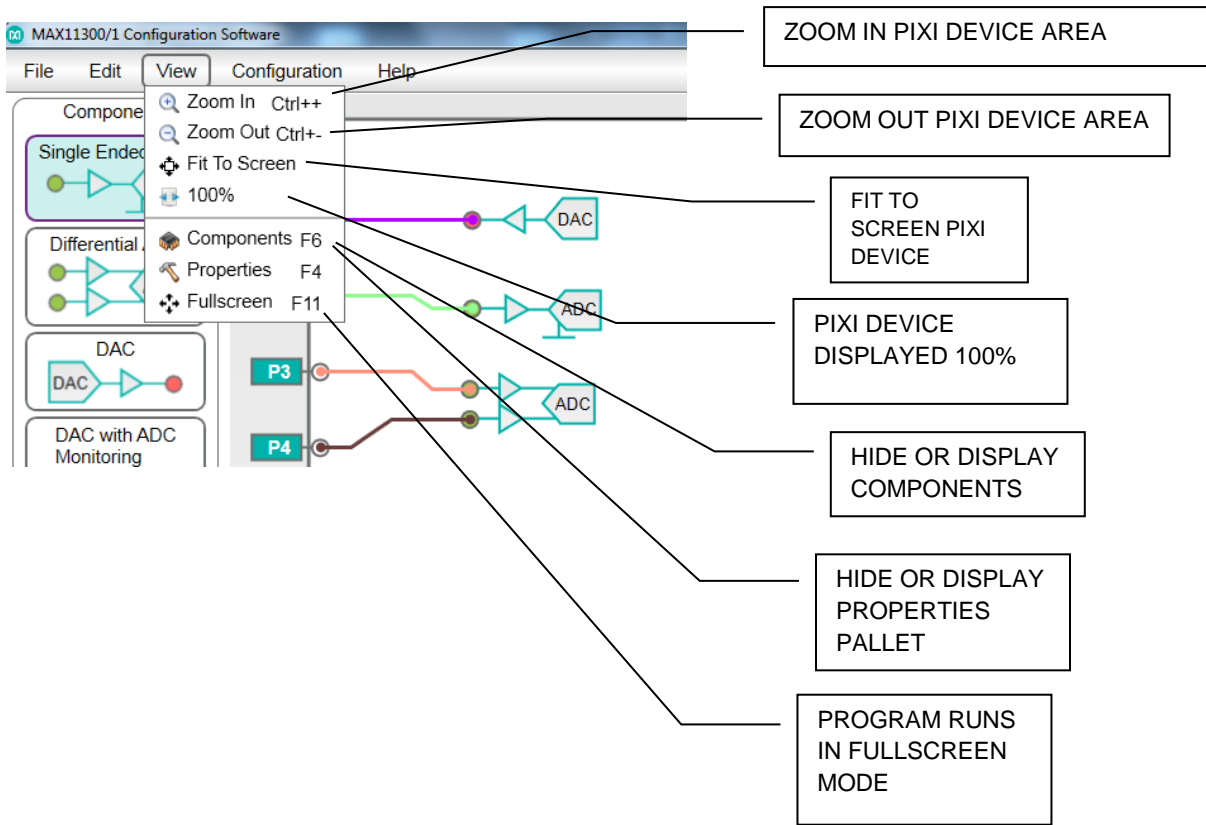 MAX11300/1 Configuration Software
File Edit View Configuration Help
Zoom In Ctrl++
Zoom Out Ctrl+-
Fit To Screen
100%
Components F6
Properties F4
Fullscreen F11
Compone
Single Ended
Differential
DAC
DAC
DAC with ADC
Monitoring
DAC
ADC
P3
ADC
P4
ZOOM IN PIXI DEVICE AREA
ZOOM OUT PIXI DEVICE AREA
FIT TO
SCREEN PIXI
DEVICE
PIXI DEVICE
DISPLAYED 100%
HIDE OR DISPLAY
COMPONENTS
HIDE OR DISPLAY
PROPERTIES
PALLET
PROGRAM RUNS
IN FULLSCREEN
MODE